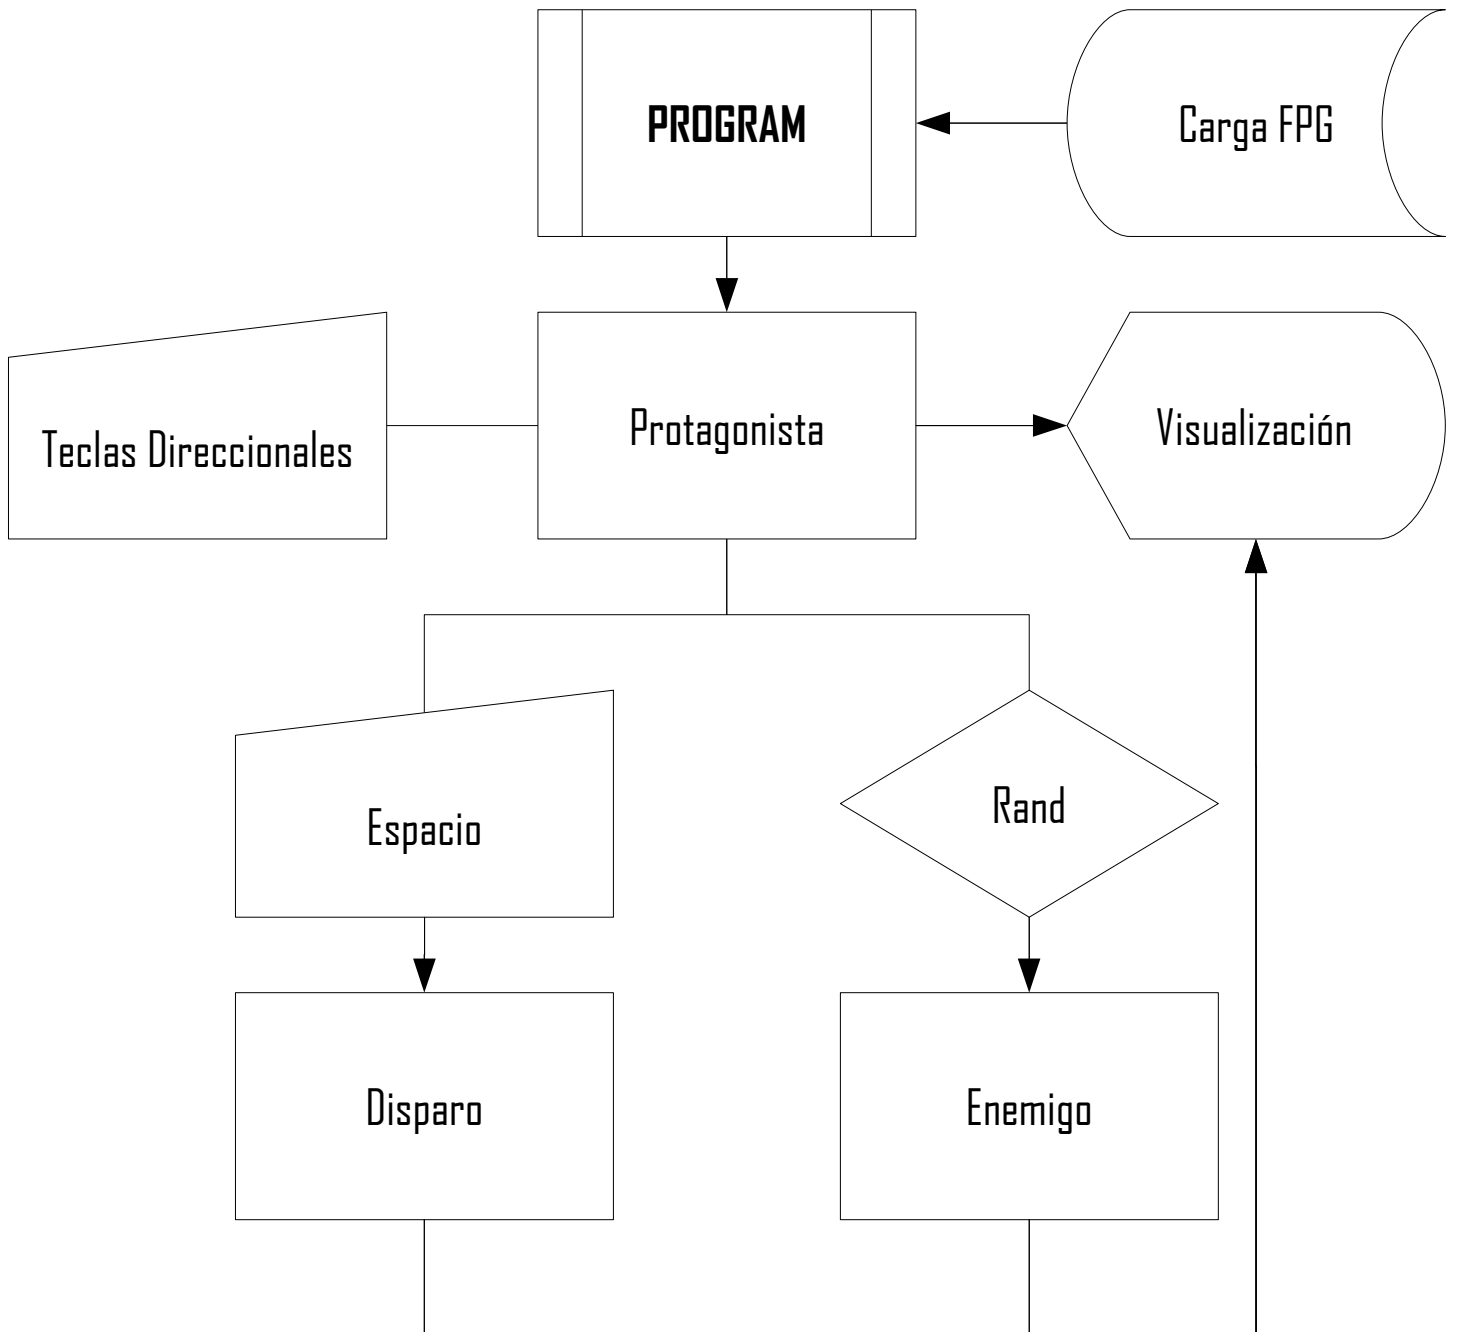 PROGRAM
Carga FPG
Teclas Direccionales
Protagonista
Visualización
Espacio
Rand
Disparo
Enemigo